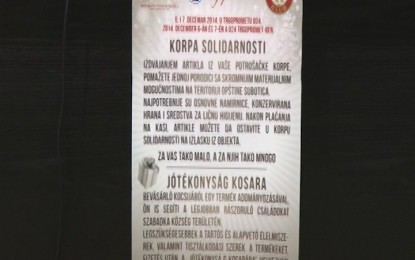 6. I 7. DECEMBAR 2014. U TRGOPROMETU 024.
2014. DECEMBER 6-ÁN ÉS 7-ÉN A 024 TRGOPROMET-BEN.
KORPA SOLIDARNOSTI
IZDVAJANJEM ARTIKLA IZ VAŠE POTROŠAČKE KORPE,
POMAŽETE JEDNOJ PORODICI SA SKROMNIJIM MATERIJALNIM
MOGUĆNOSTIMA NA TERITORIJI OPŠTINE SUBOTICA.
NAJPOTREBNIJE SU OSNOVNE NAMIRNICE, KONZERVIRANA
HRANA I SREDSTVA ZA LIČNU HIGIJENU. NAKON PLAĆANJA
NA KASI, ARTIKLE MOŽETE DA OSTAVITE U KORPU
SOLIDARNOSTI NA IZLASKU IZ OBJEKTA.
ZA VAS TAKO MALO, A ZA NJIH TAKO MNOGO
JÓTÉKONYSÁG KOSARA
BEVÁSÁRLÓ KOCSIJÁBÓL EGY TERMÉK ADOMÁNYOZÁSÁVAL,
ÖN IS SEGÍTI A LEGJOBBAN RÁSZORULÓ CSALÁDOKAT
SZABADKA KÖZSÉG TERÜLETÉN.
LEGSZÜKSÉGESEBBEK A TARTÓS ÉS ALAPVETŐ ÉLELMISZE-
REK, VALAMINT TISZTÁLKODÁSI SZEREK. A TERMÉKEKET,
FIZETÉS UTÁN A JÓTÉKONYSÁG KOSARÁBA